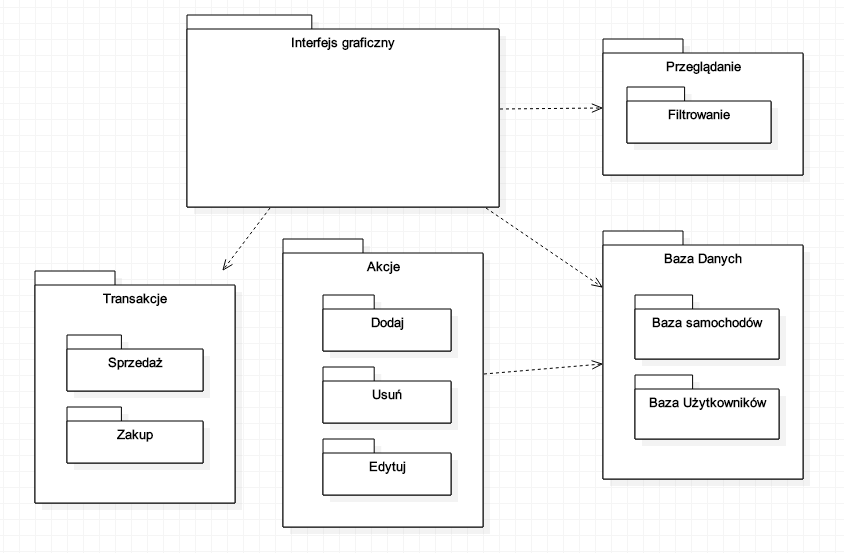 Interfejs graficzny
Przeglądanie
Filtrowanie
Transakcje
Sprzedaż
Zakup
Akcje
Dodaj
Usuń
Edytuj
Baza Danych
Baza samochodów
Baza Użytkowników